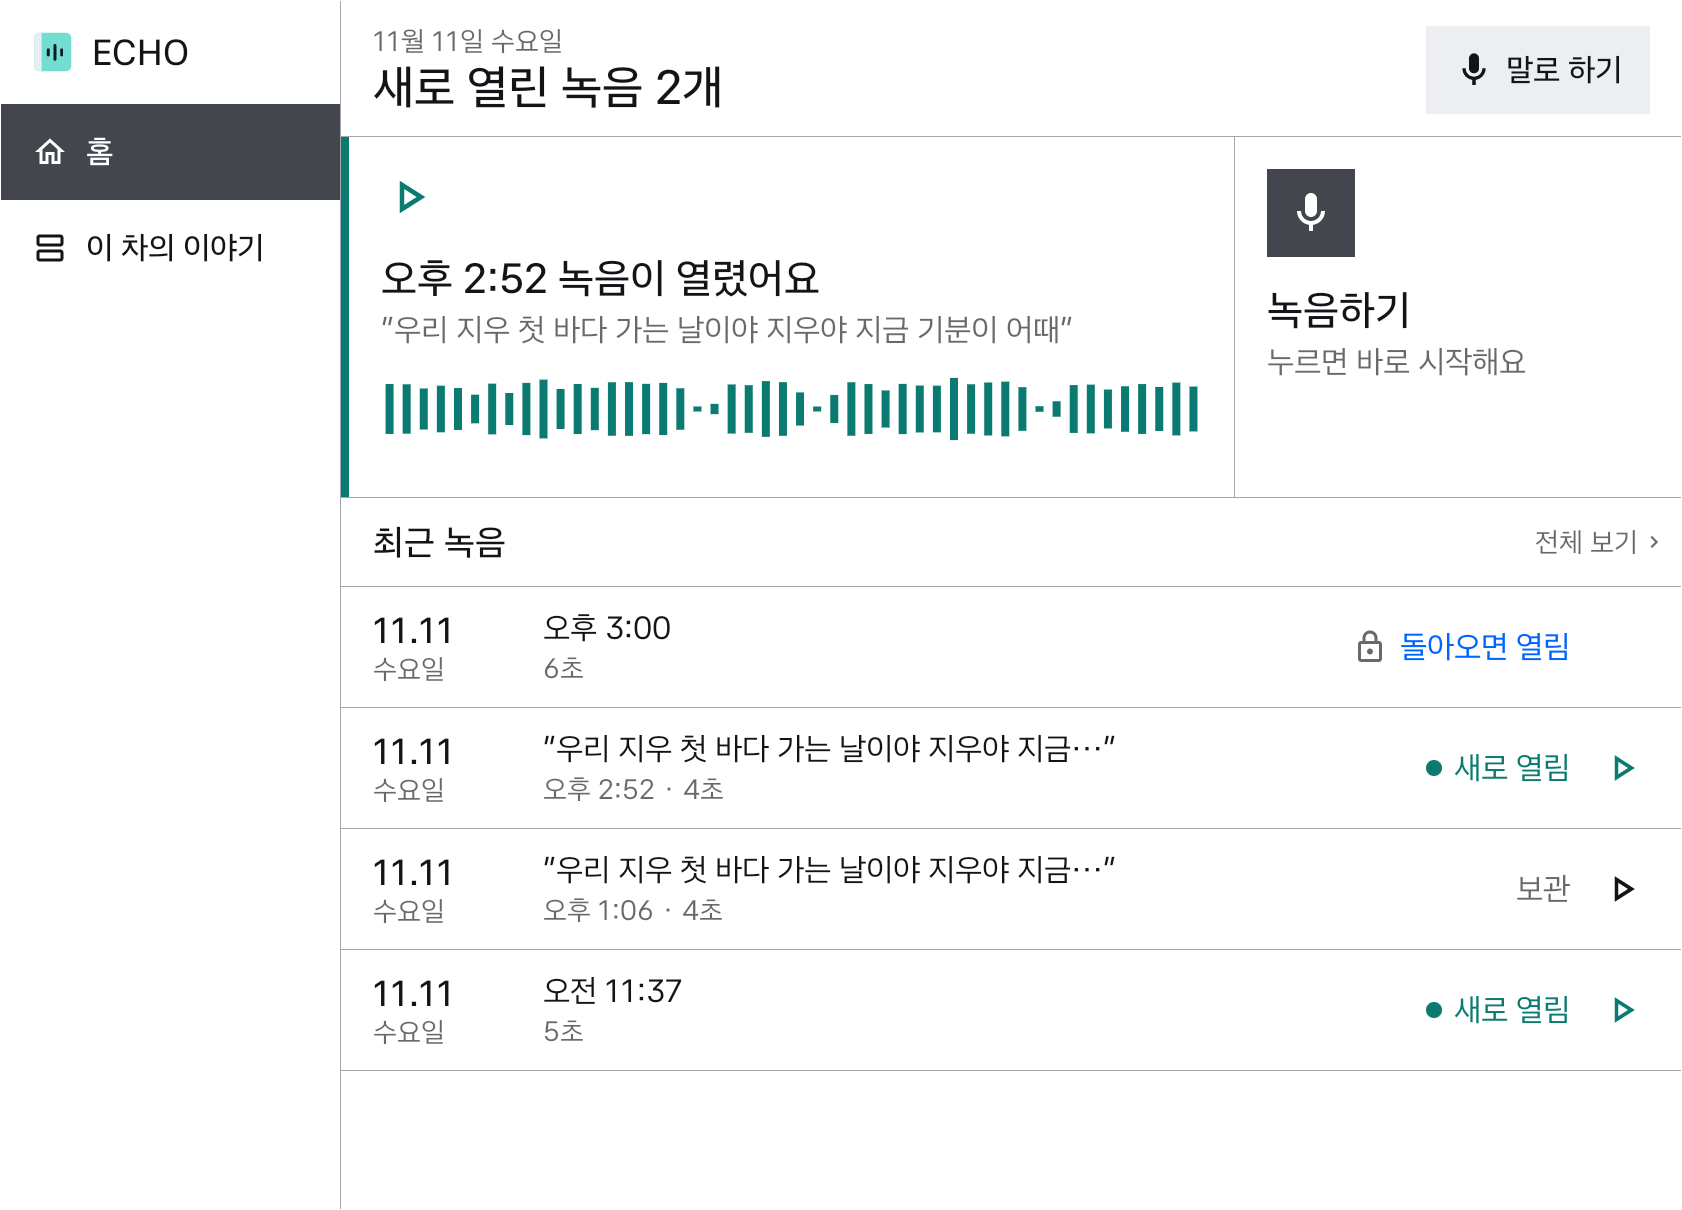 ECHO
홈
이 차의 이야기
11월 11일 수요일
새로 열린 녹음 2개
말로 하기
오후 2:52 녹음이 열렸어요
"우리 지우 첫 바다 가는 날이야 지우야 지금 기분이 어때"
녹음하기
누르면 바로 시작해요
최근 녹음
전체 보기
11.11
수요일
오후 3:00
6초
돌아오면 열림
11.11
수요일
"우리 지우 첫 바다 가는 날이야 지우야 지금…"
오후 2:52 · 4초
새로 열림
11.11
수요일
"우리 지우 첫 바다 가는 날이야 지우야 지금…"
오후 1:06 · 4초
보관
11.11
수요일
오전 11:37
5초
새로 열림